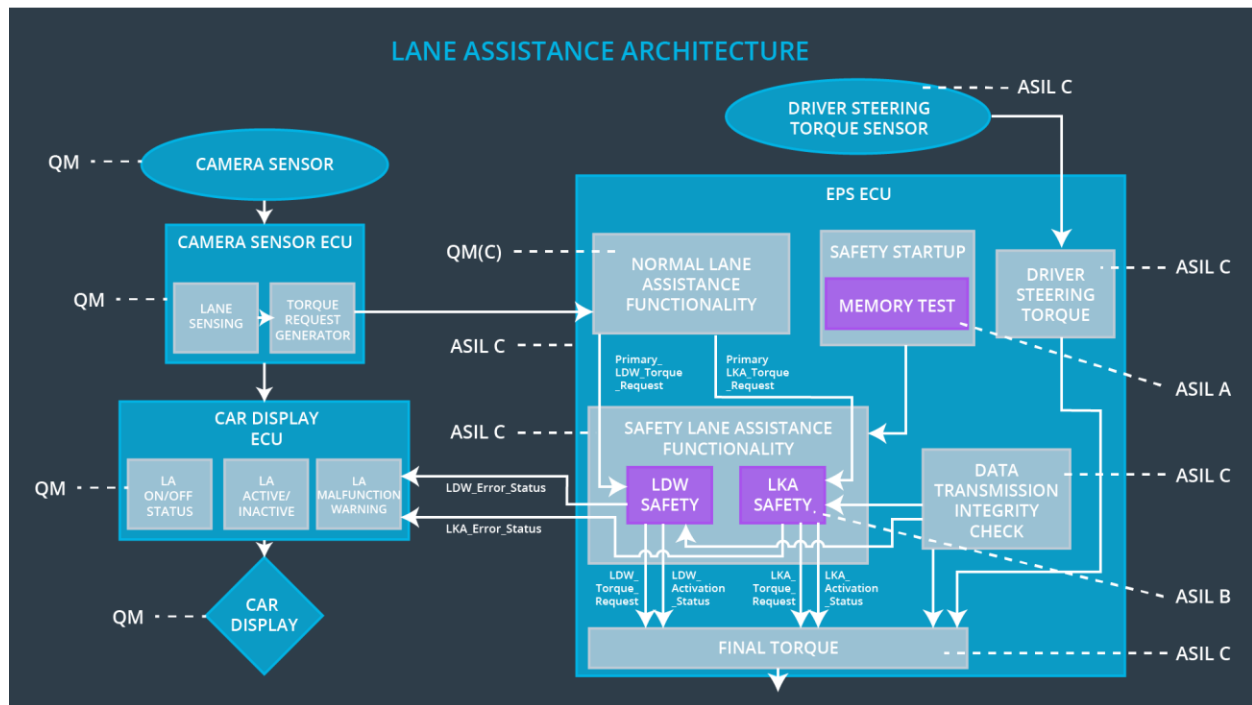 LANE ASSISTANCE ARCHITECTURE
ASIL C
DRIVER STEERING
TORQUE SENSOR
QM
CAMERA SENSOR
EPS ECU
CAMERA SENSOR ECU
QM
LANE
SENSING
TORQUE
REQUEST
GENERATOR
QM(C)
NORMAL LANE
ASSISTANCE
FUNCTIONALITY
SAFETY STARTUP
MEMORY TEST
DRIVER
STEERING
TORQUE
ASIL C
ASIL C
Primary_
LDW_Torque
_Request
Primary
LKA_Torque
_Request
ASIL A
CAR DISPLAY
ECU
QM
LA
ON/OFF
STATUS
LA
ACTIVE/
INACTIVE
LA
MALFUNCTION
WARNING
ASIL C
SAFETY LANE ASSISTANCE
FUNCTIONALITY
LDW
SAFETY
LKA
SAFETY
DATA
TRANSMISSION
INTEGRITY
CHECK
ASIL C
LDW_Error_Status
LKA_Error_Status
LDW_
Torque_
Request
LDW_
Activation
_Status
LKA_
Torque_
Request
LKA_
Activation
_Status
ASIL B
QM
CAR
DISPLAY
FINAL TORQUE
ASIL C